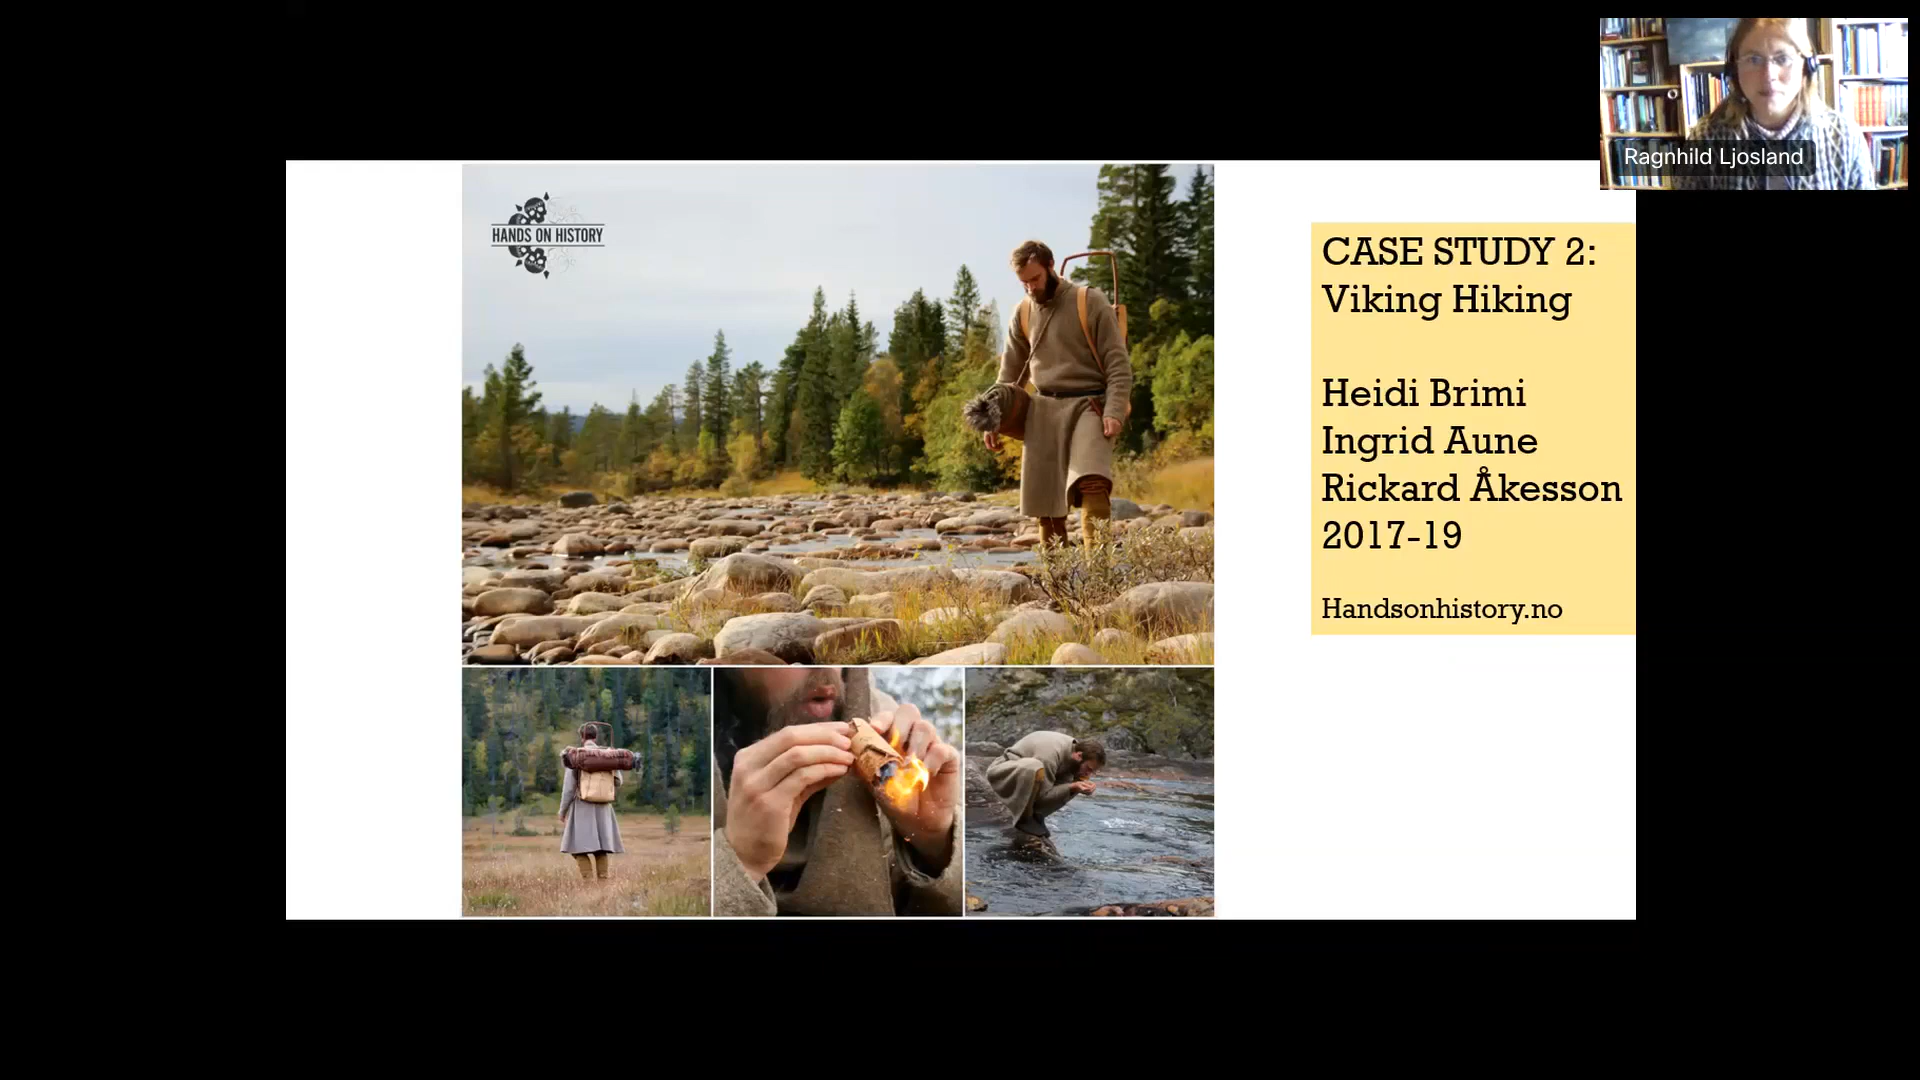 Ragnhild Ljosland
HANDS ON HISTORY
CASE STUDY 2:
Viking Hiking
Heidi Brimi
Ingrid Aune
Rickard Åkesson
2017-19
Handsonhistory.no